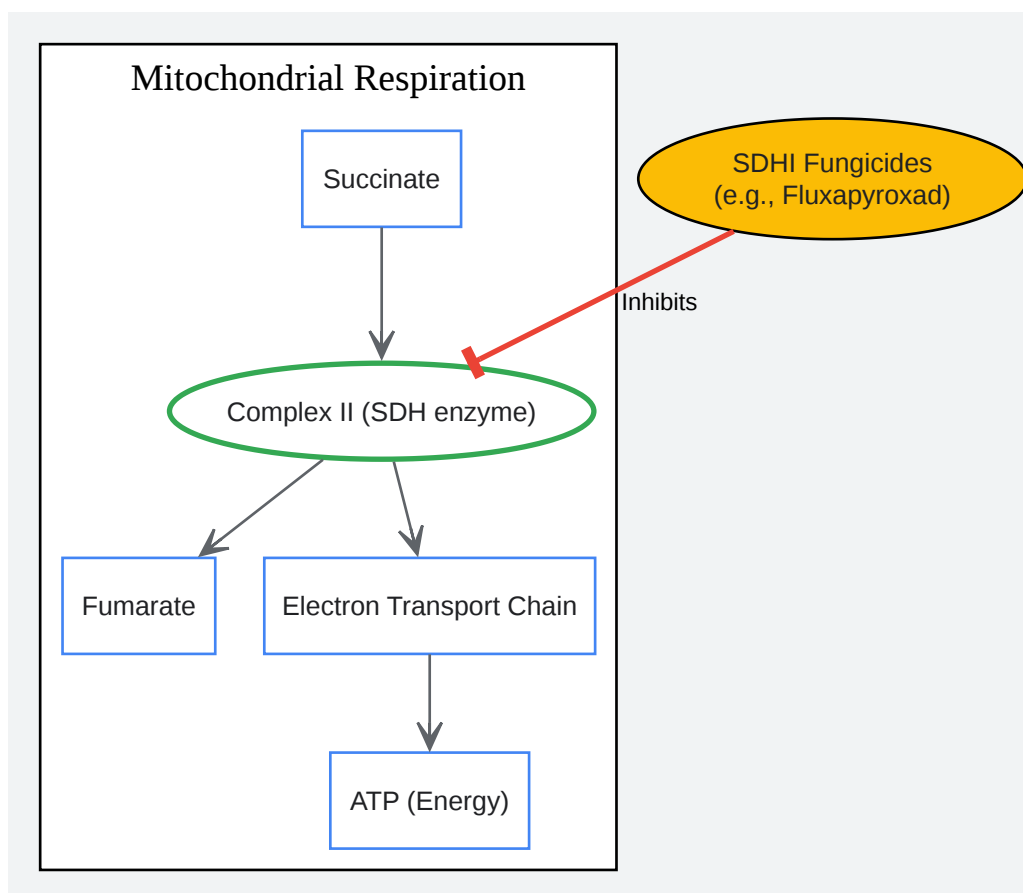 Mitochondrial Respiration
Succinate
SDHI Fungicides
(e.g., Fluxapyroxad)
Inhibits
Complex II (SDH enzyme)
Fumarate
Electron Transport Chain
ATP (Energy)